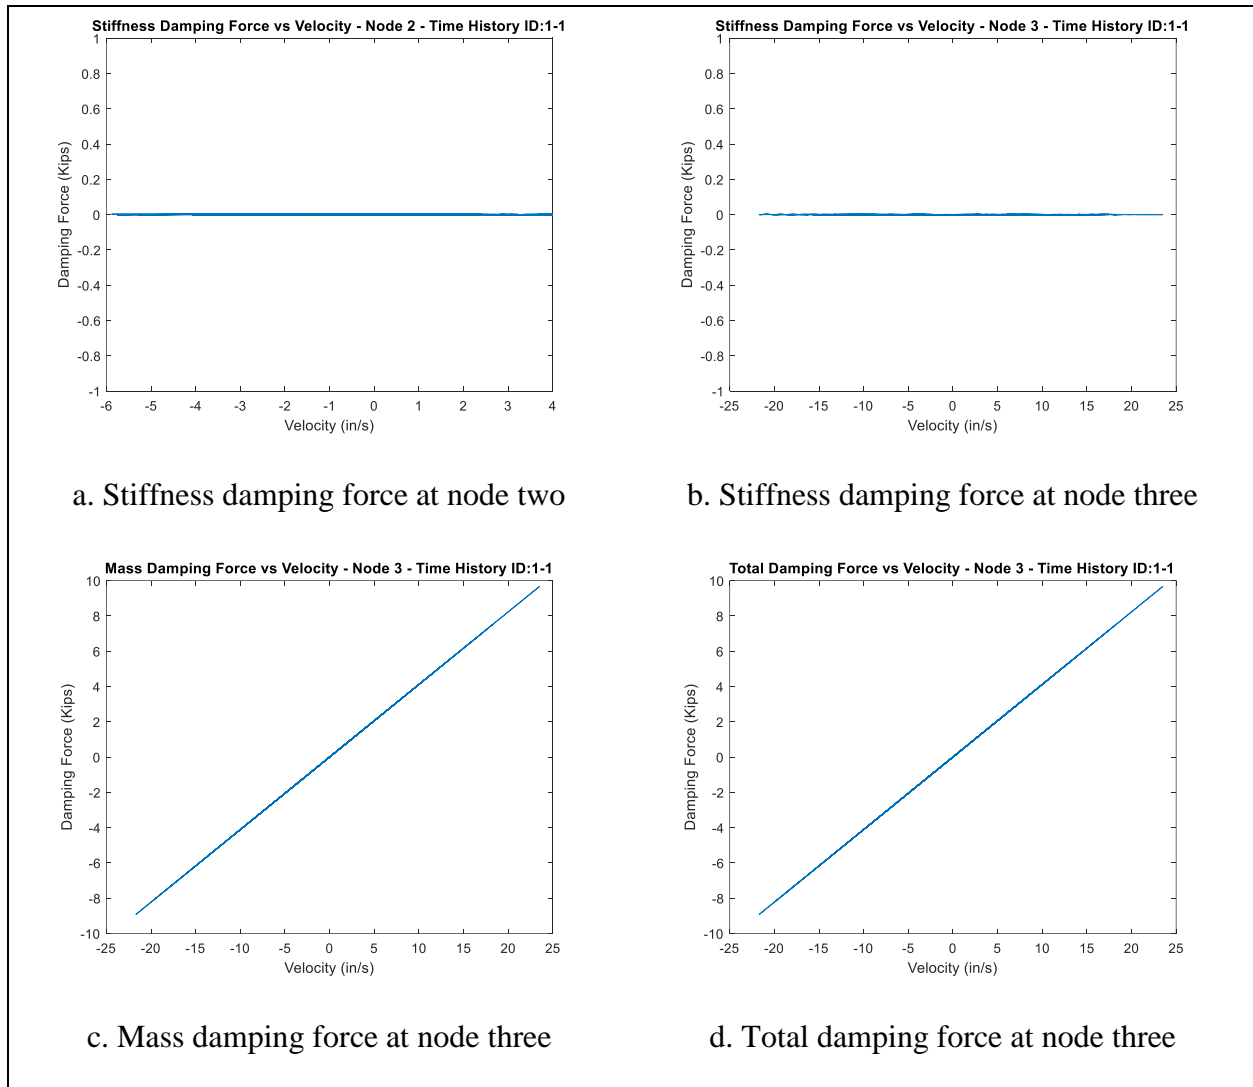 Stiffness Damping Force vs Velocity - Node 2 - Time History ID:1-1
1
0.8
0.6
0.4
0.2
0
-0.2
-0.4
-0.6
-0.8
-1
Damping Force (Kips)
-6 -5 -4 -3 -2 -1 0 1 2 3 4
Velocity (in/s)
a. Stiffness damping force at node two
Stiffness Damping Force vs Velocity - Node 3 - Time History ID:1-1
1
0.8
0.6
0.4
0.2
0
-0.2
-0.4
-0.6
-0.8
-1
Damping Force (Kips)
-25 -20 -15 -10 -5 0 5 10 15 20 25
Velocity (in/s)
b. Stiffness damping force at node three
Mass Damping Force vs Velocity - Node 3 - Time History ID:1-1
10
8
6
4
2
0
-2
-4
-6
-8
-10
Damping Force (Kips)
-25 -20 -15 -10 -5 0 5 10 15 20 25
Velocity (in/s)
c. Mass damping force at node three
Total Damping Force vs Velocity - Node 3 - Time History ID:1-1
10
8
6
4
2
0
-2
-4
-6
-8
-10
Damping Force (Kips)
-25 -20 -15 -10 -5 0 5 10 15 20 25
Velocity (in/s)
d. Total damping force at node three